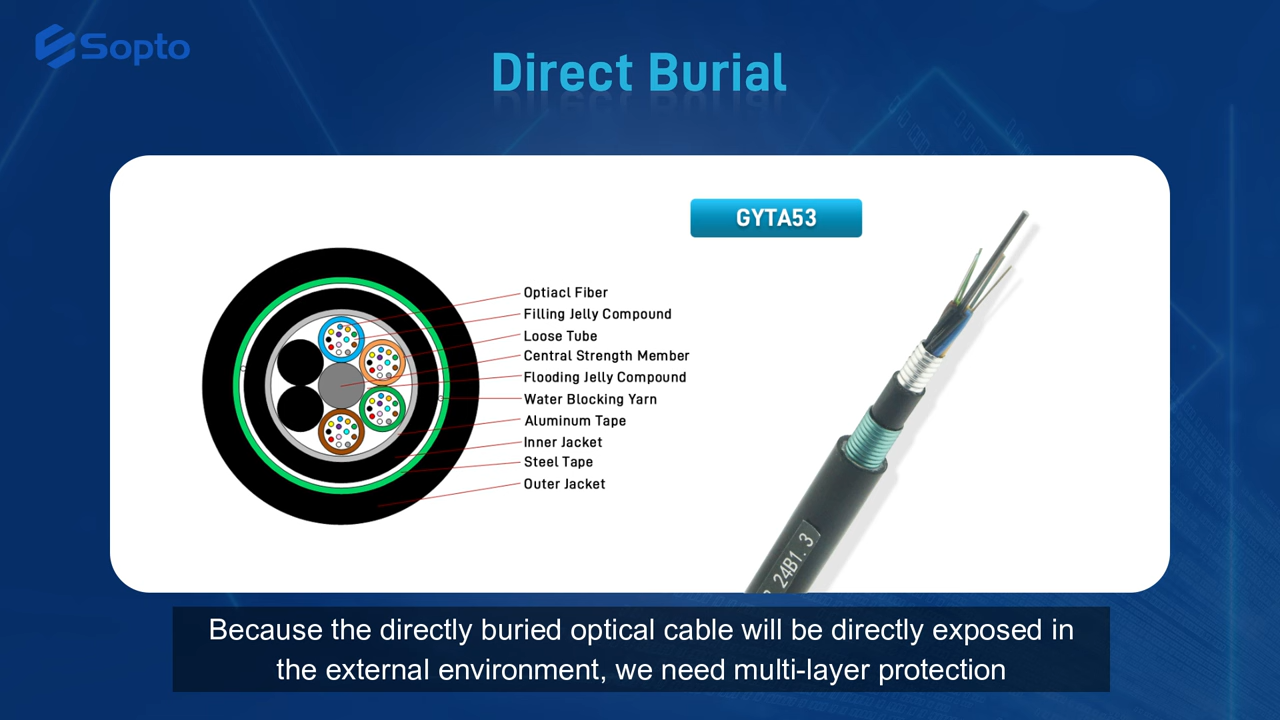 Sopto
Direct Burial
GYTA53
Optiacl Fiber
Filling Jelly Compound
Loose Tube
Central Strength Member
Flooding Jelly Compound
Water Blocking Yarn
Aluminum Tape
Inner Jacket
Steel Tape
Outer Jacket
24B1.3
Because the directly buried optical cable will be directly exposed in
the external environment, we need multi-layer protection